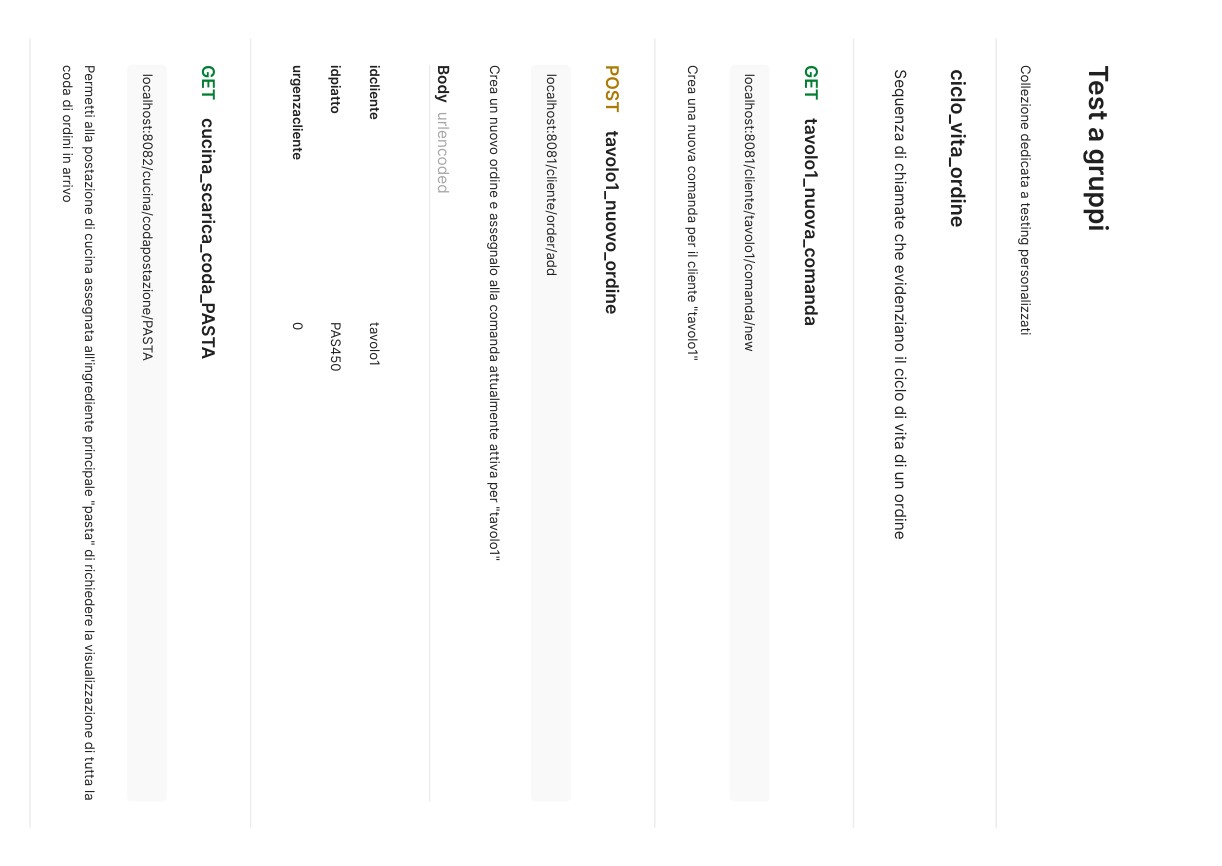 Test a gruppi
Collezione dedicata a testing personalizzati
ciclo_vita_ordine
Sequenza di chiamate che evidenziano il ciclo di vita di un ordine
GET tavolo1_nuova_comanda
localhost:8081/cliente/tavolo1/comanda/new
Crea una nuova comanda per il cliente "tavolo1"
POST tavolo1_nuovo_ordine
localhost:8081/cliente/order/add
Crea un nuovo ordine e assegnalo alla comanda attualmente attiva per "tavolo1"
Body urlencoded
idcliente tavolo1
idpiatto PAS450
urgenzacliente 0
GET cucina_scarica_coda_PASTA
localhost:8082/cucina/codapostazione/PASTA
Permetti alla postazione di cucina assegnata all'ingrediente principale "pasta" di richiedere la visualizzazione di tutta la
coda di ordini in arrivo